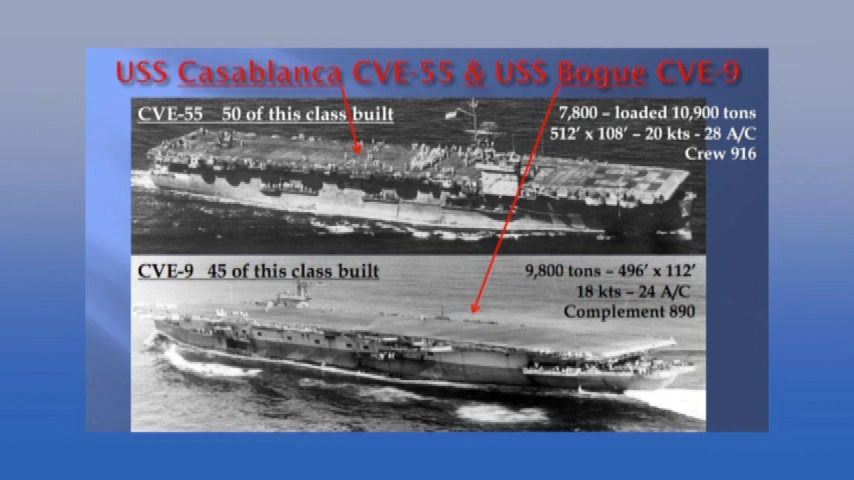 USS Casablanca CVE-55 & USS Bogue CVE-9
CVE-55 50 of this class built
7,800 – loaded 10,900 tons
512′ x 108′ – 20 kts - 28 A/C
Crew 916
CVE-9 45 of this class built
9,800 tons – 496′ x 112′
18 kts – 24 A/C
Complement 890